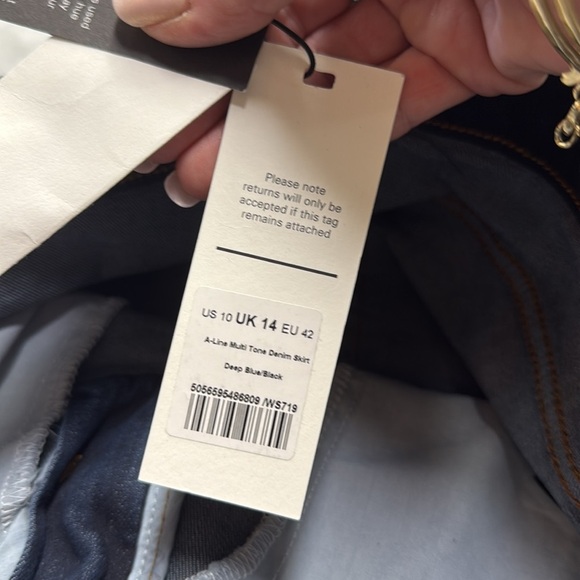 Please note
returns will only be
accepted if this tag
remains attached
US 10 UK 14 EU 42
A-Line Multi Tone Denim Skirt
Deep Blue/Black
5056595486809 /WS719